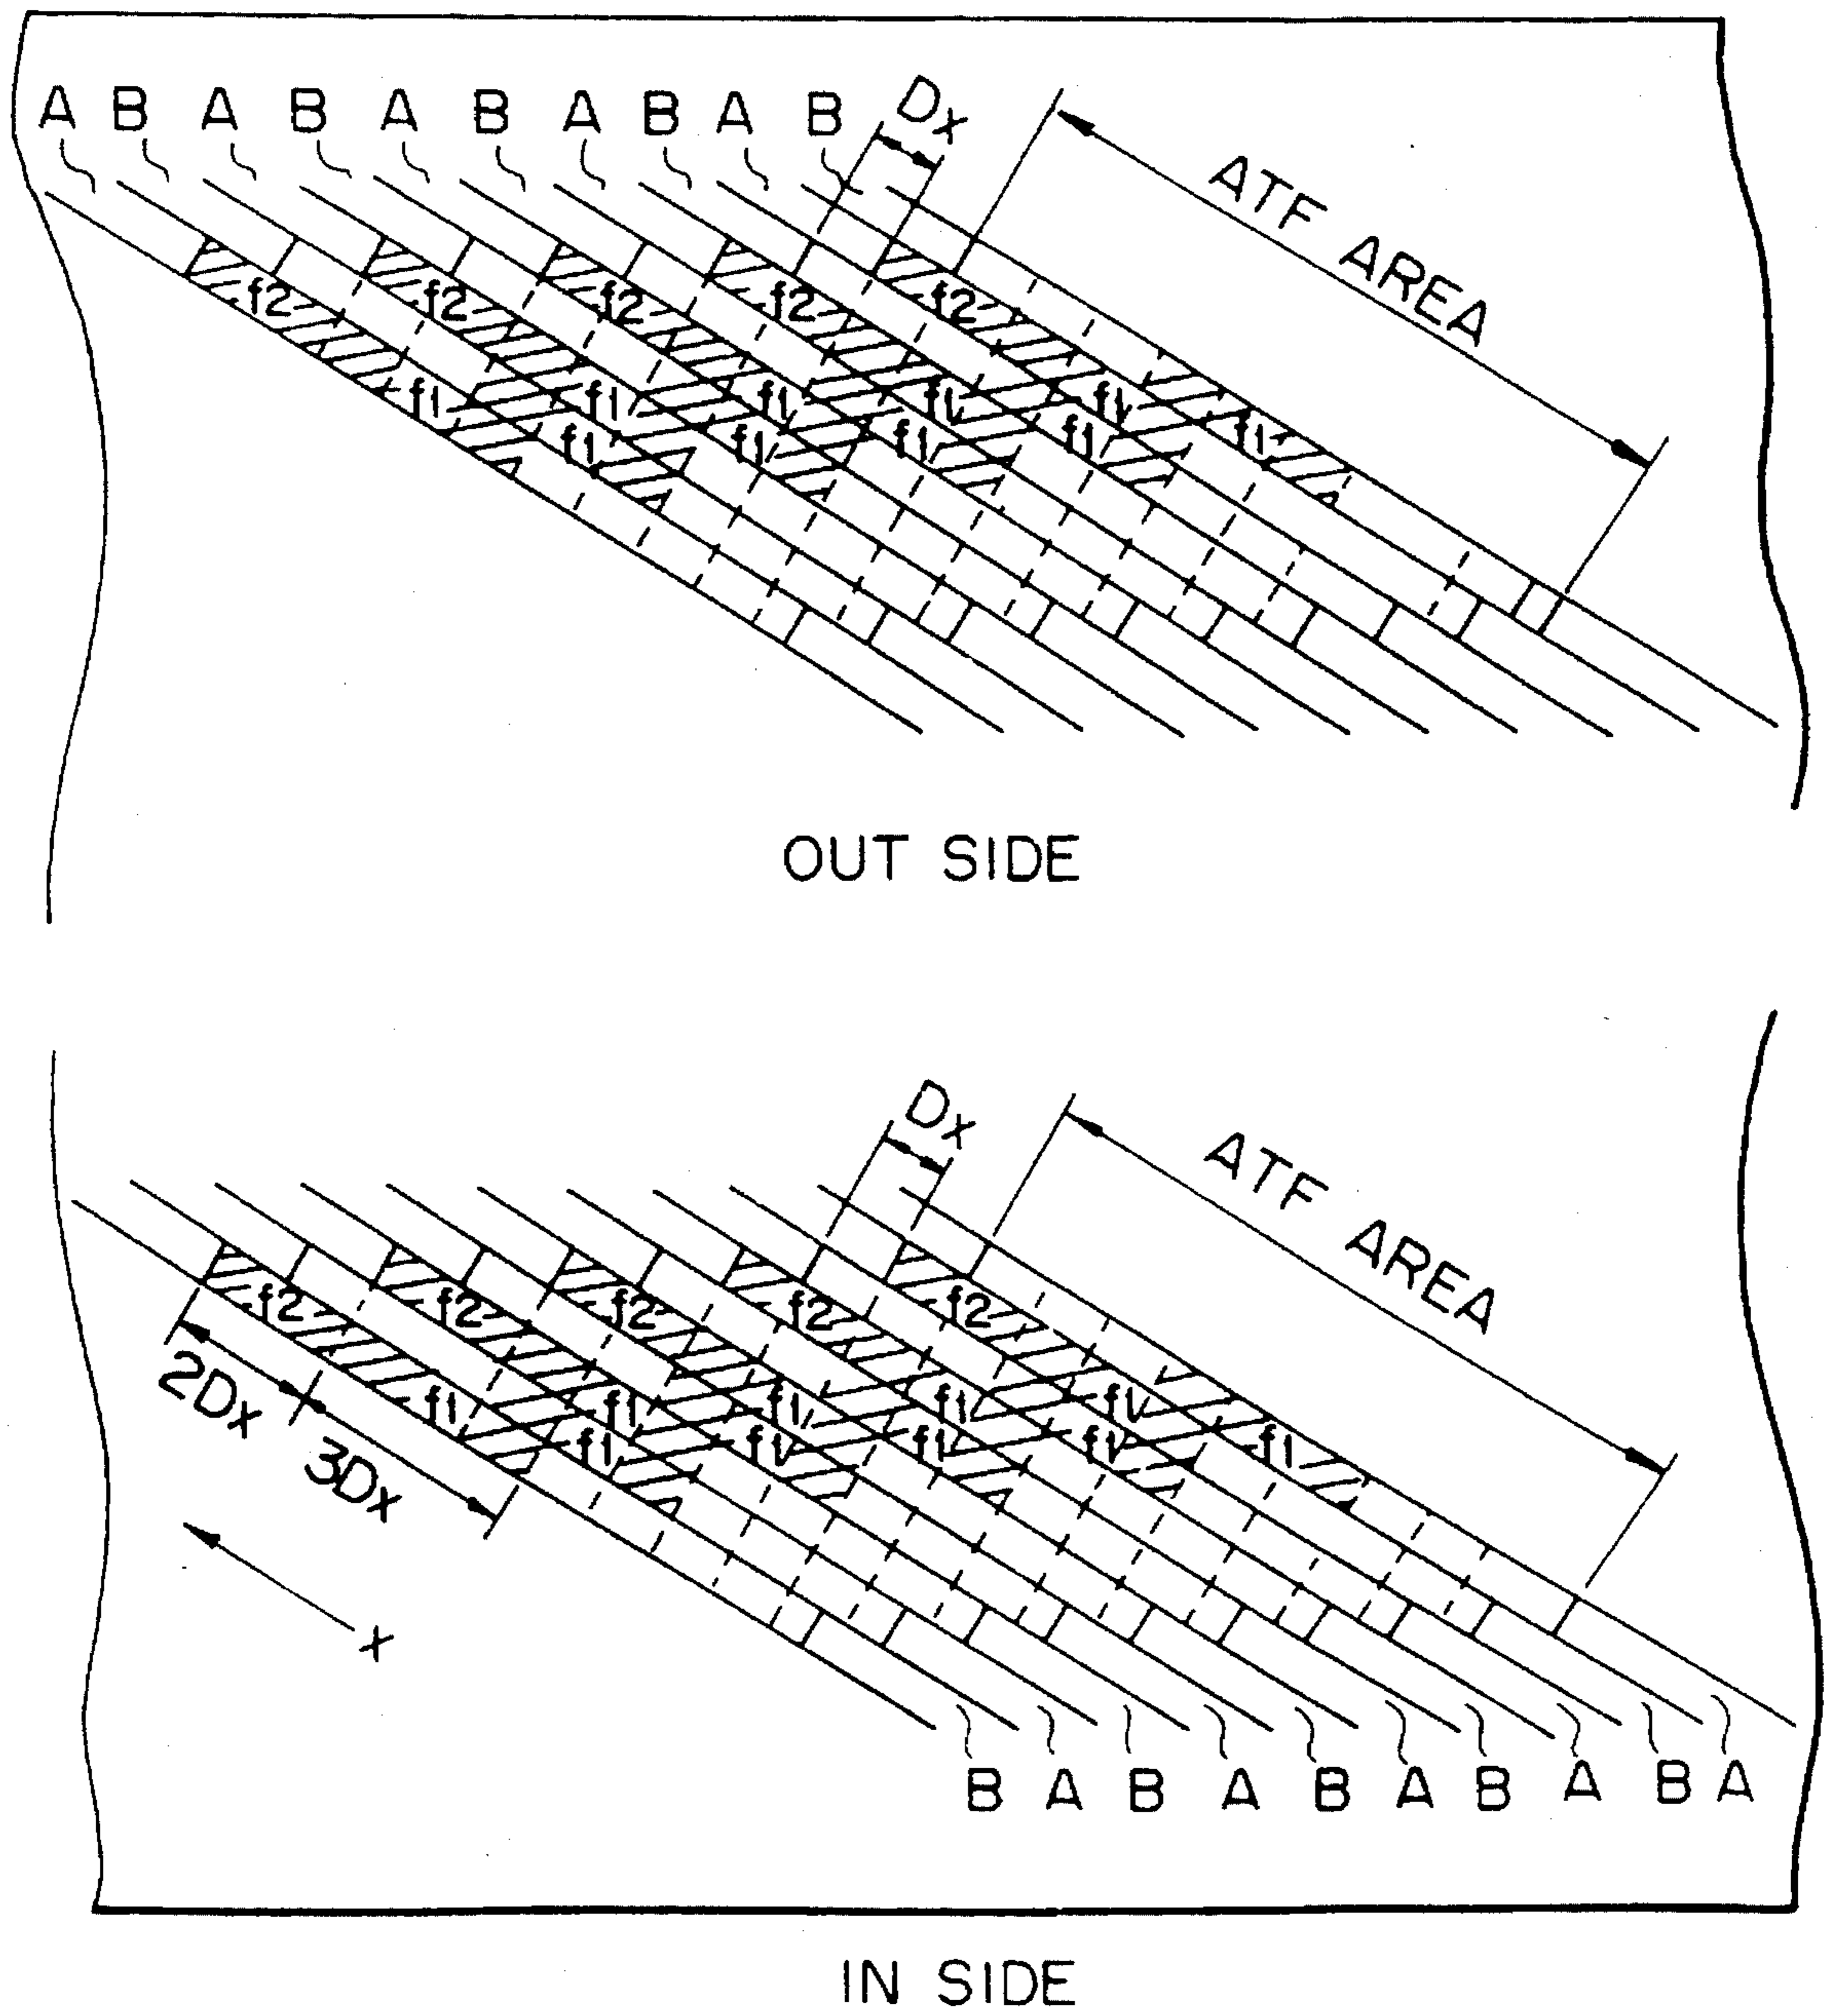 A B A B A B A B A B Dx
ATF AREA
f2 f2 f2 f2 f2
f1 f1 f1 f1 f1 f1
f1 f1 f1 f1
OUT SIDE
Dx
ATF AREA
f2 f2 f2 f2 f2
f1 f1 f1 f1 f1 f1
f1 f1 f1 f1
2Dx
3Dx
x
B A B A B A B A B A
IN SIDE